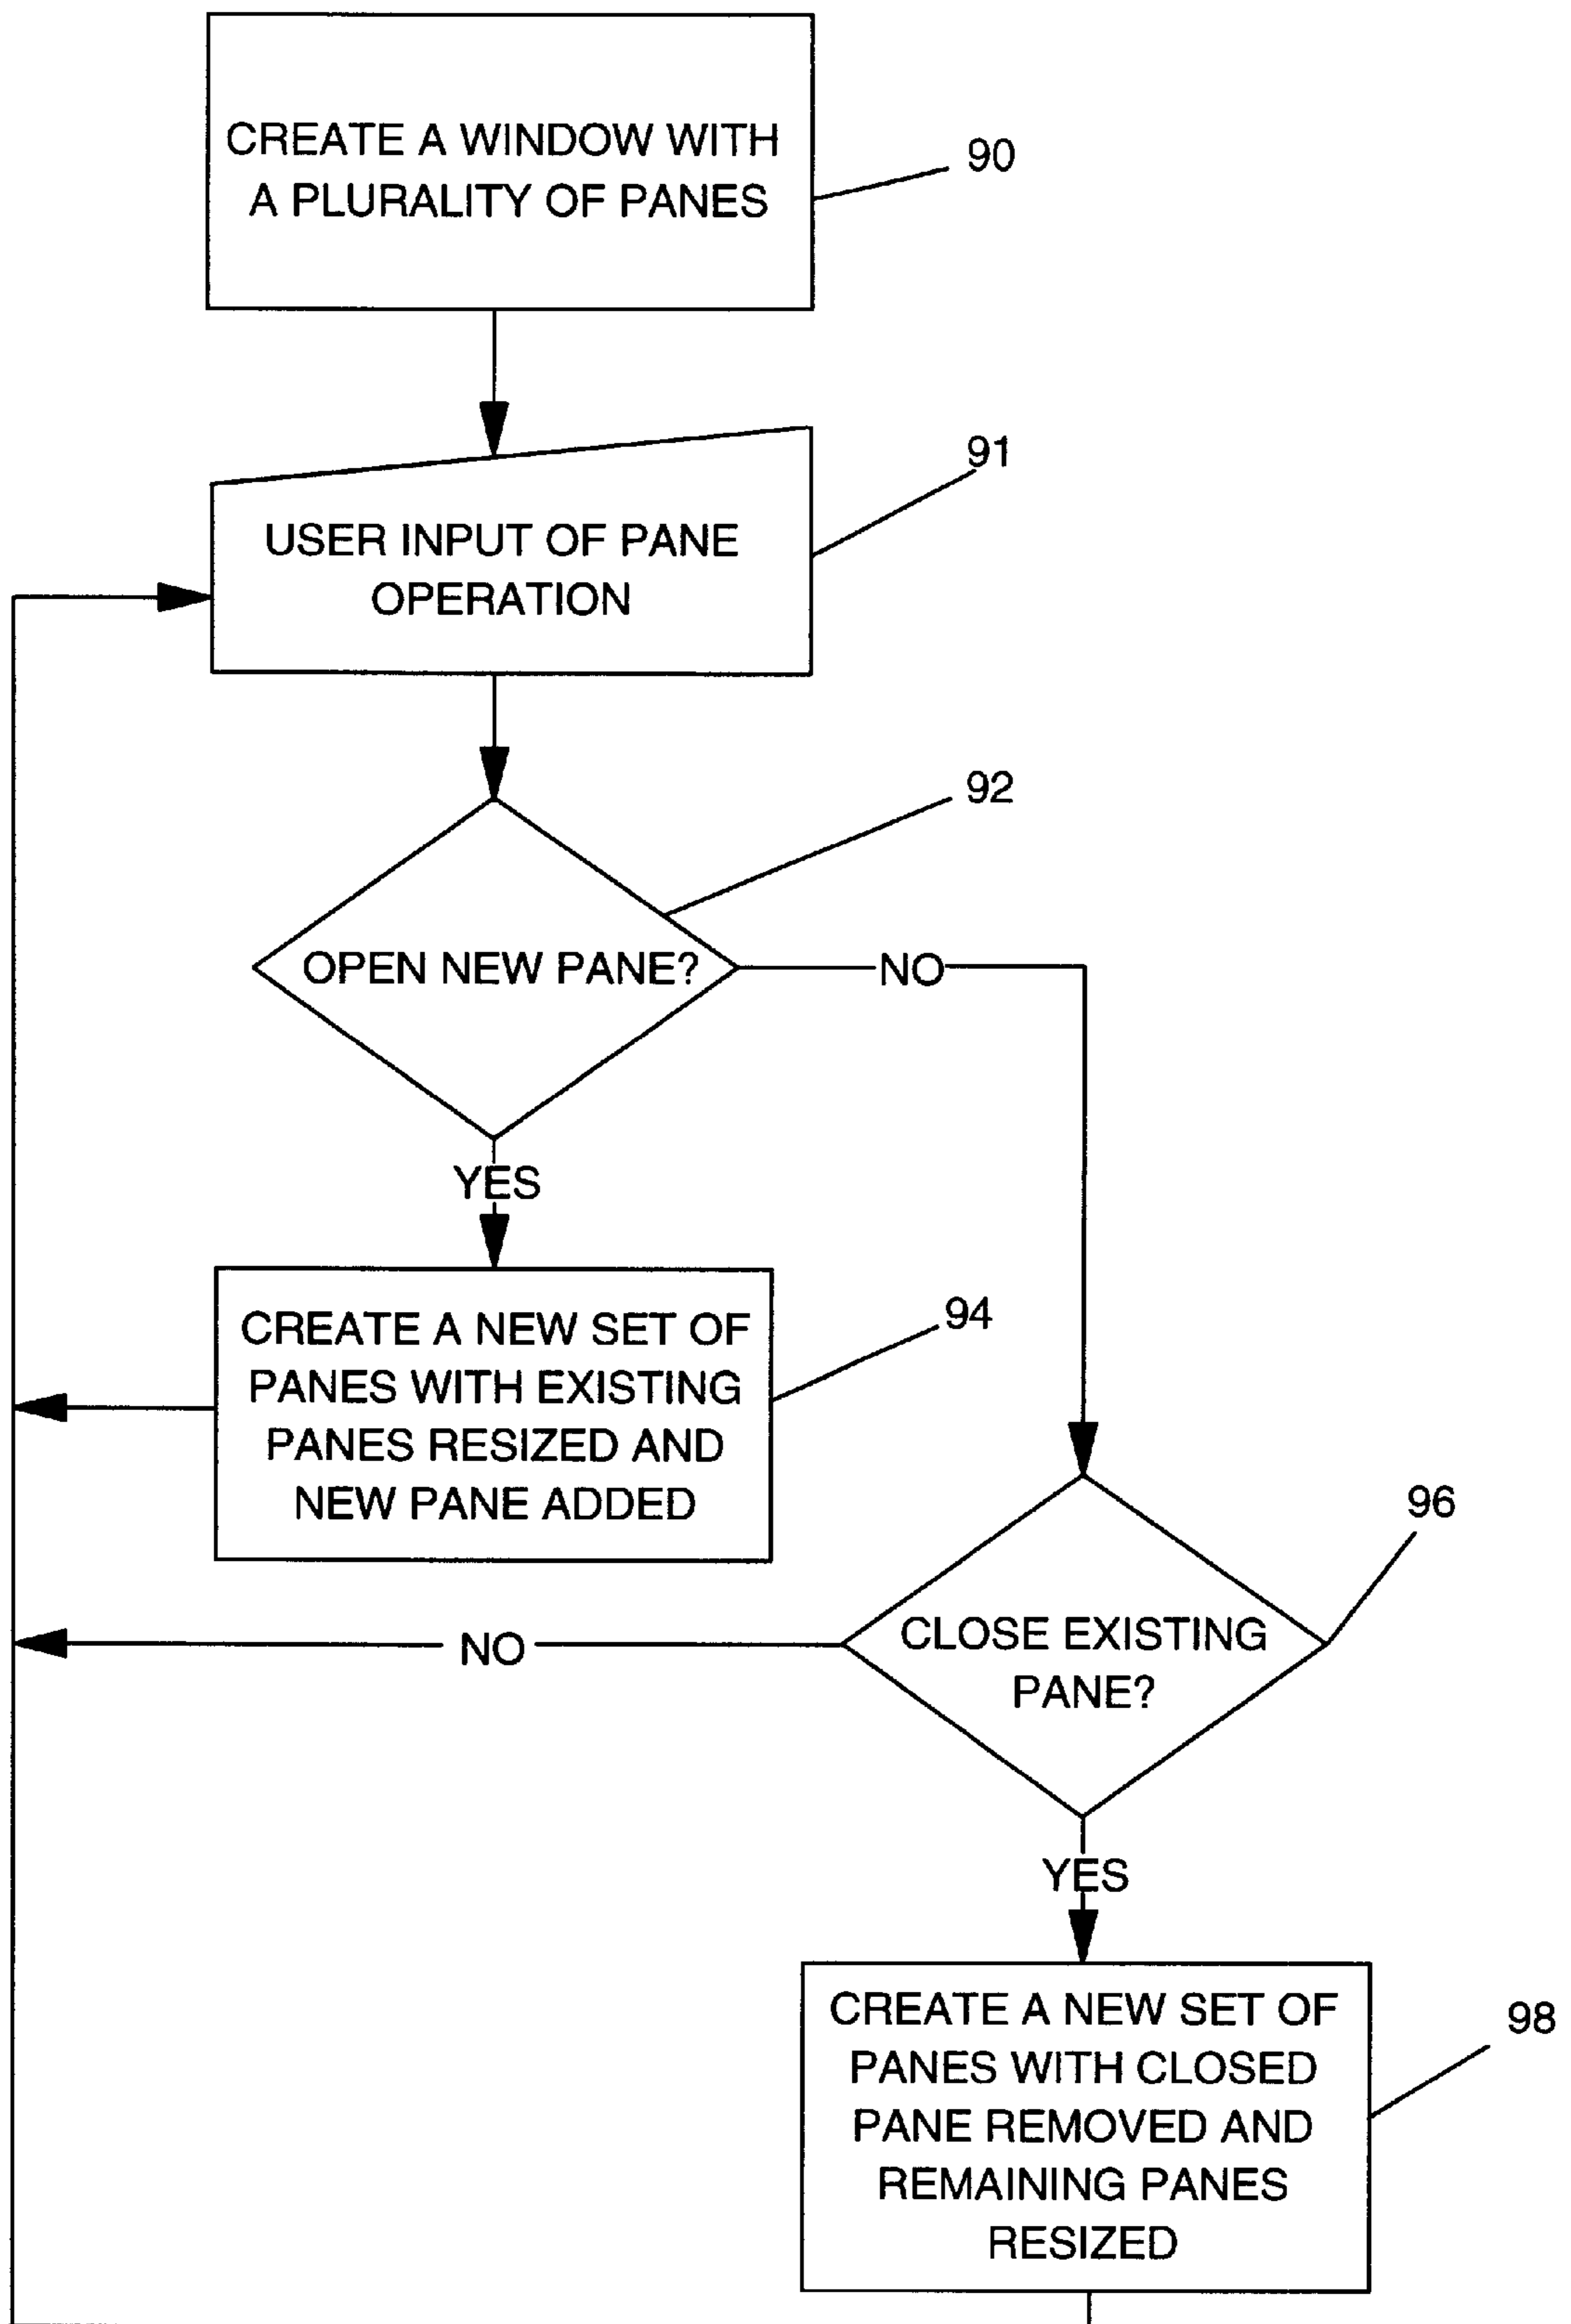 CREATE A WINDOW WITH
A PLURALITY OF PANES
90
USER INPUT OF PANE
OPERATION
91
OPEN NEW PANE?
92
NO
YES
CREATE A NEW SET OF
PANES WITH EXISTING
PANES RESIZED AND
NEW PANE ADDED
94
CLOSE EXISTING
PANE?
96
NO
YES
CREATE A NEW SET OF
PANES WITH CLOSED
PANE REMOVED AND
REMAINING PANES
RESIZED
98